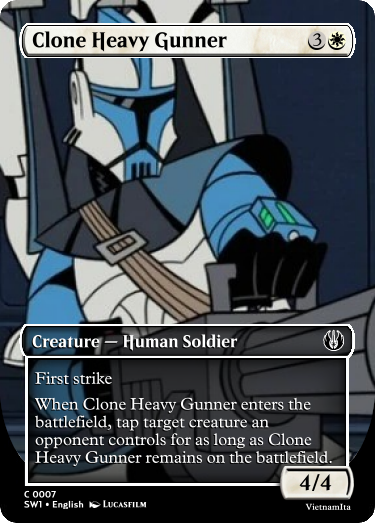 Clone Heavy Gunner 3
Creature — Human Soldier
First strike
When Clone Heavy Gunner enters the
battlefield, tap target creature an
opponent controls for as long as Clone
Heavy Gunner remains on the battlefield.
4/4
C 0007
SW1 • English LUCASFILM
VietnamIta